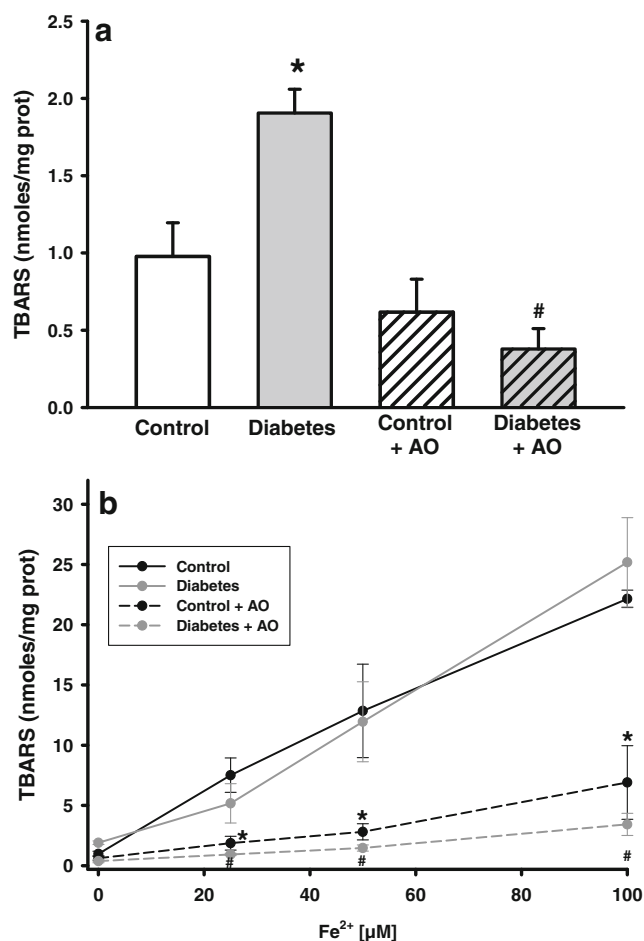 a
2.5
2.0
1.5
1.0
0.5
0.0
TBARS (nmoles/mg prot)
*
#
Control
Diabetes
Control
+ AO
Diabetes
+ AO
b
30
25
20
15
10
5
0
TBARS (nmoles/mg prot)
Control
Diabetes
Control + AO
Diabetes + AO
*
*
*
#
#
#
0
20
40
60
80
100
Fe²⁺ [µM]